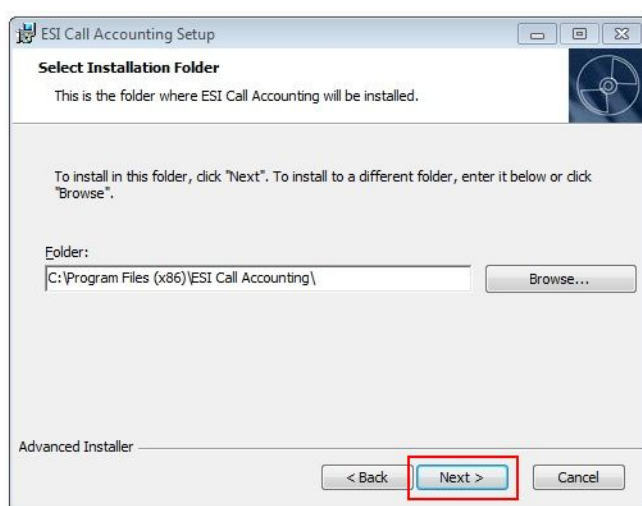 ESI Call Accounting Setup
Select Installation Folder
This is the folder where ESI Call Accounting will be installed.
To install in this folder, click "Next". To install to a different folder, enter it below or click
"Browse".
Folder:
C:\Program Files (x86)\ESI Call Accounting\
Browse...
Advanced Installer
< Back
Next >
Cancel